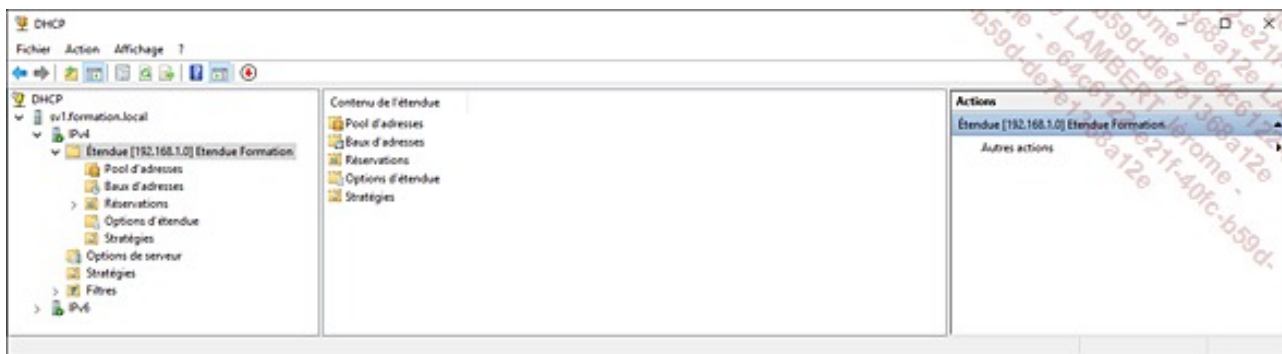 DHCP
Fichier Action Affichage ?
DHCP
sv1.formation.local
IPv4
Étendue [192.168.1.0] Etendue Formation
Pool d'adresses
Baux d'adresses
Réservations
Options d'étendue
Stratégies
Options de serveur
Stratégies
Filtres
IPv6
Contenu de l'étendue
Pool d'adresses
Baux d'adresses
Réservations
Options d'étendue
Stratégies
Actions
Étendue [192.168.1.0] Etendue Formation
Autres actions
LAMBERT Jérome